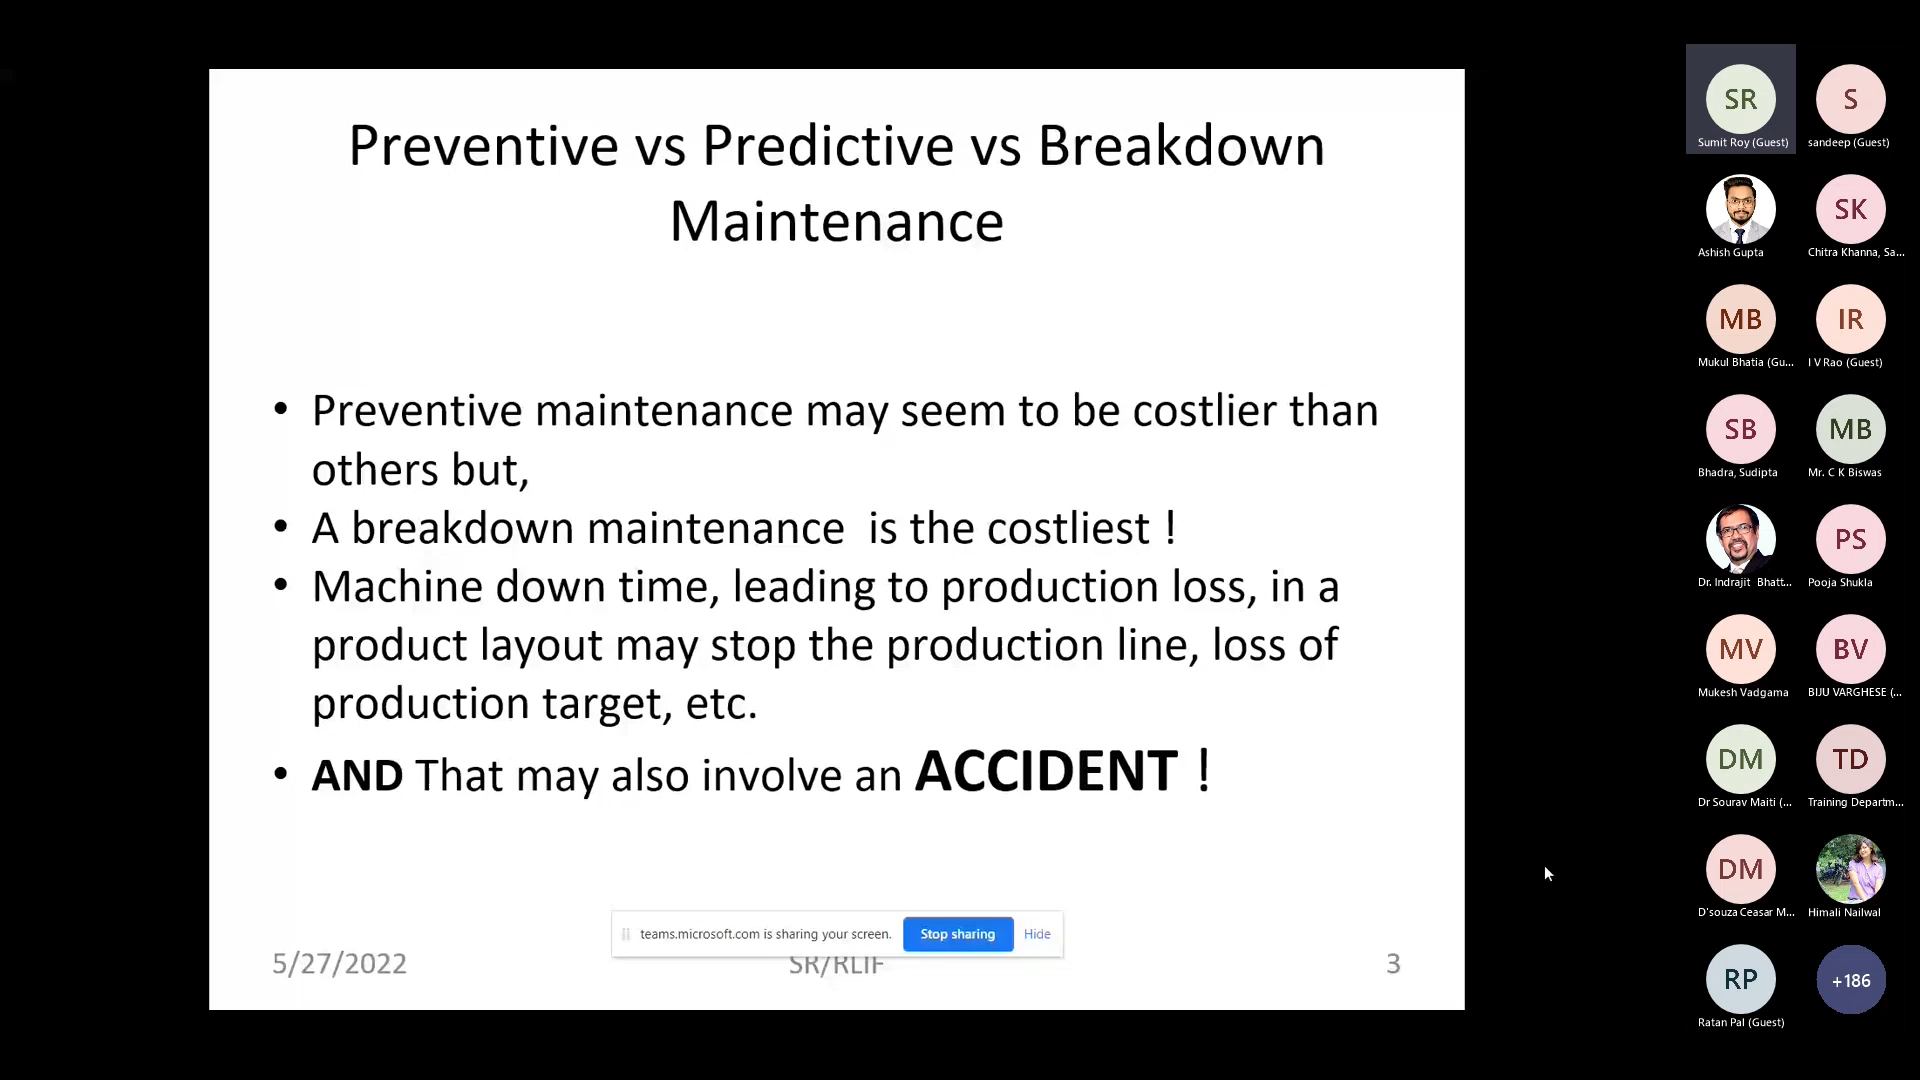 Preventive vs Predictive vs Breakdown
Maintenance
• Preventive maintenance may seem to be costlier than
others but,
• A breakdown maintenance  is the costliest !
• Machine down time, leading to production loss, in a
product layout may stop the production line, loss of
production target, etc.
• AND That may also involve an ACCIDENT !
teams.microsoft.com is sharing your screen. Stop sharing Hide
5/27/2022 SR/RLIF 3
SR S
Sumit Roy (Guest) sandeep (Guest)
SK
Ashish Gupta Chitra Khanna, Sa...
MB IR
Mukul Bhatia (Gu... I V Rao (Guest)
SB MB
Bhadra, Sudipta Mr. C K Biswas
PS
Dr. Indrajit Bhatt... Pooja Shukla
MV BV
Mukesh Vadgama BIJU VARGHESE (...
DM TD
Dr Sourav Maiti (... Training Departm...
DM
D'souza Ceasar M... Himali Nailwal
RP +186
Ratan Pal (Guest)